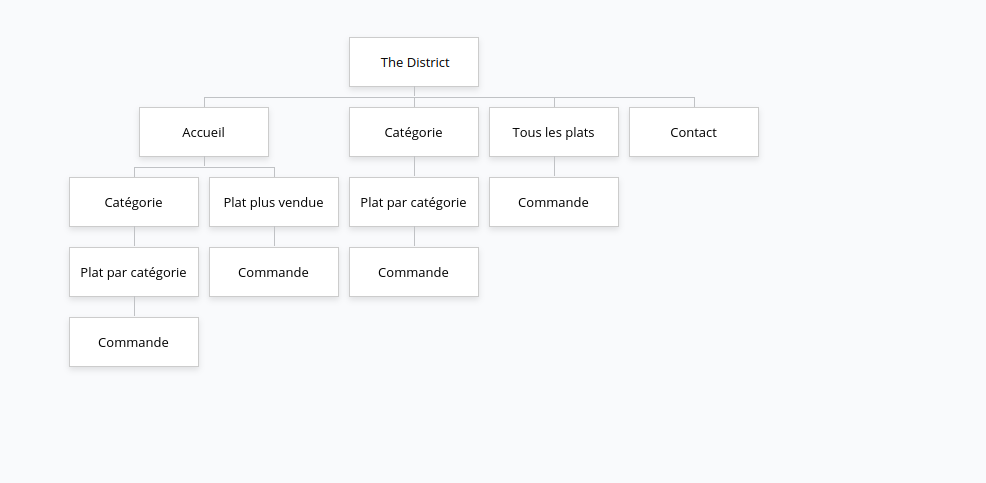 The District
Accueil
Catégorie
Tous les plats
Contact
Catégorie
Plat plus vendue
Plat par catégorie
Commande
Plat par catégorie
Commande
Commande
Commande